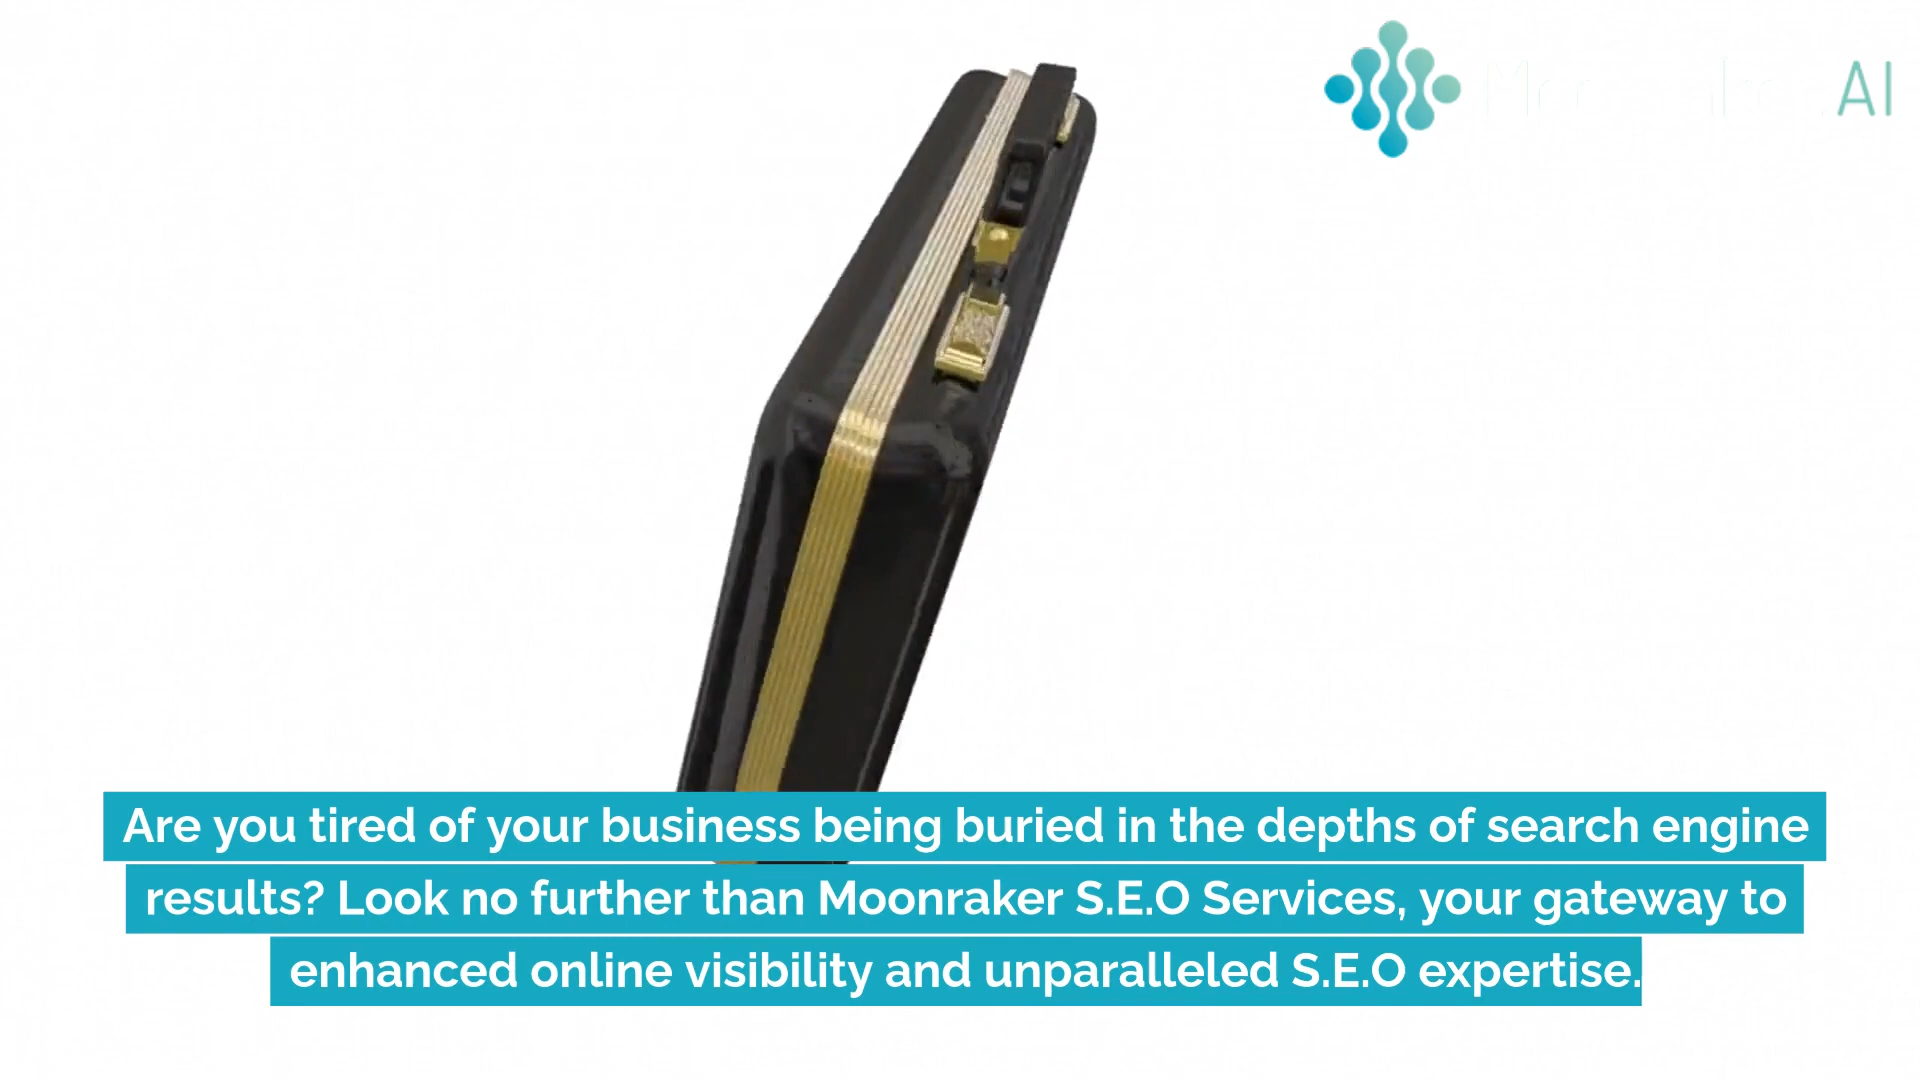 AI
Are you tired of your business being buried in the depths of search engine
results? Look no further than Moonraker S.E.O Services, your gateway to
enhanced online visibility and unparalleled S.E.O expertise.